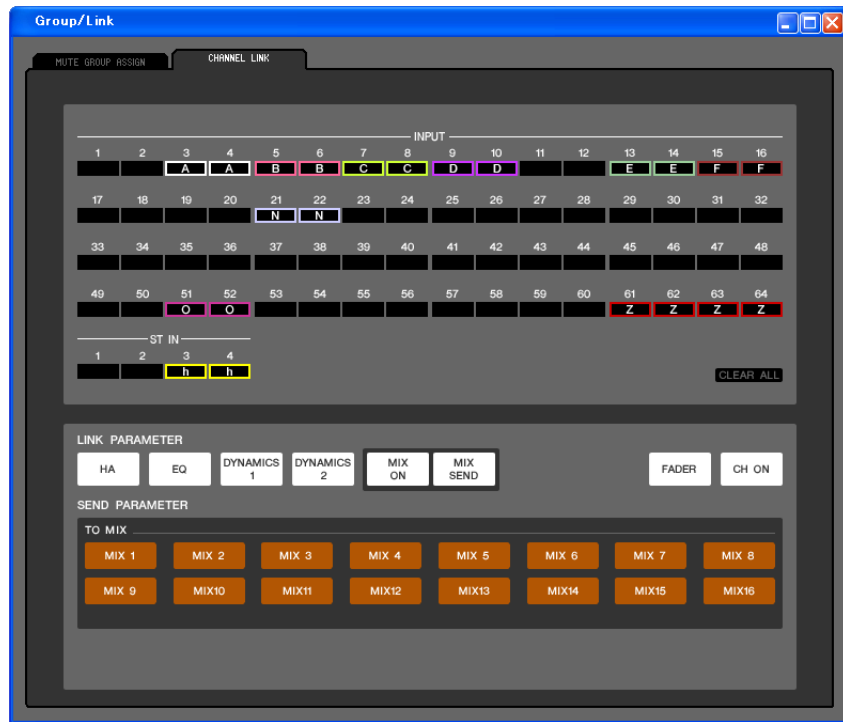 Group/Link
MUTE GROUP ASSIGN CHANNEL LINK
INPUT
1 2 3 4 5 6 7 8 9 10 11 12 13 14 15 16
A A B B C C D D E E F F
17 18 19 20 21 22 23 24 25 26 27 28 29 30 31 32
N N
33 34 35 36 37 38 39 40 41 42 43 44 45 46 47 48
49 50 51 52 53 54 55 56 57 58 59 60 61 62 63 64
O O Z Z Z Z
ST IN
1 2 3 4
h h
CLEAR ALL
LINK PARAMETER
HA EQ DYNAMICS 1 DYNAMICS 2 MIX ON MIX SEND FADER CH ON
SEND PARAMETER
TO MIX
MIX 1 MIX 2 MIX 3 MIX 4 MIX 5 MIX 6 MIX 7 MIX 8
MIX 9 MIX10 MIX11 MIX12 MIX13 MIX14 MIX15 MIX16